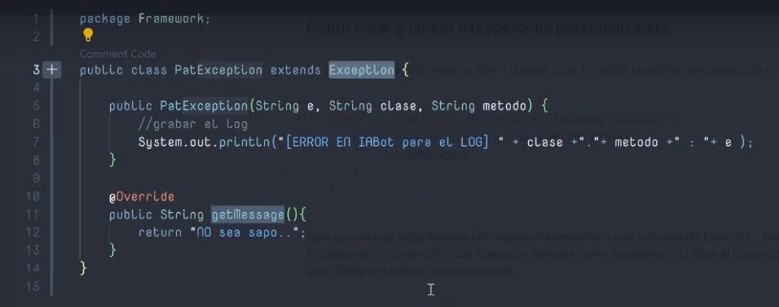 Cómo crear y lanzar excepciones personalizadas
1 package Framework;
2
Comment Code
3 + public class PatException extends Exception {
4
5 public PatException(String e, String clase, String metodo) {
6 //grabar el log
7 System.out.println("[ERROR EN IABot para el LOG] " + clase +"."+ metodo +" : "+ e );
8 }
9
10 @Override
11 public String getMessage(){
12 return "NO sea sapo..";
13 }
14 }
15